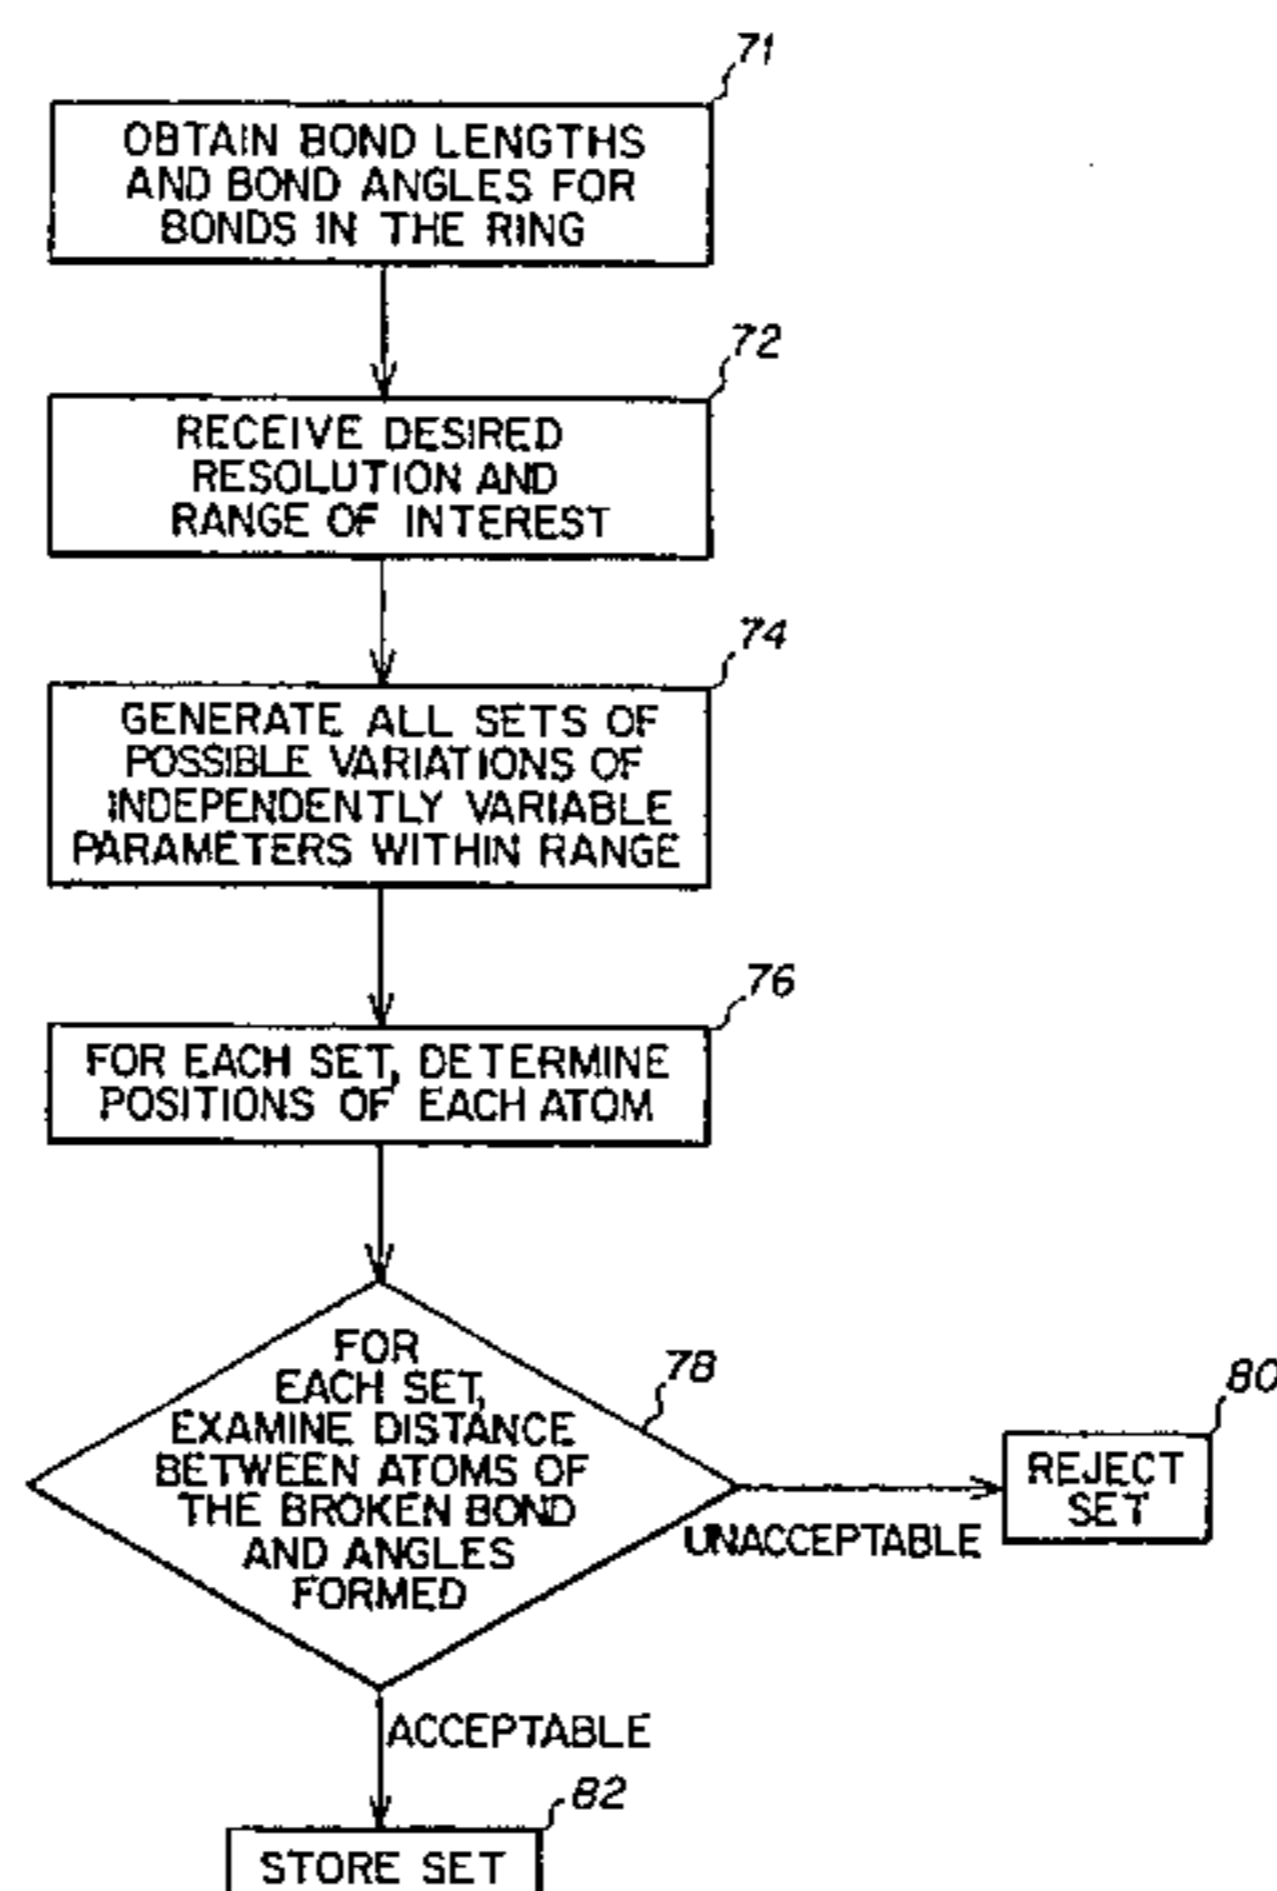 71
OBTAIN BOND LENGTHS
AND BOND ANGLES FOR
BONDS IN THE RING
72
RECEIVE DESIRED
RESOLUTION AND
RANGE OF INTEREST
74
GENERATE ALL SETS OF
POSSIBLE VARIATIONS OF
INDEPENDENTLY VARIABLE
PARAMETERS WITHIN RANGE
76
FOR EACH SET, DETERMINE
POSITIONS OF EACH ATOM
78
FOR
EACH SET,
EXAMINE DISTANCE
BETWEEN ATOMS OF
THE BROKEN BOND
AND ANGLES
FORMED
UNACCEPTABLE
80
REJECT
SET
ACCEPTABLE
82
STORE SET